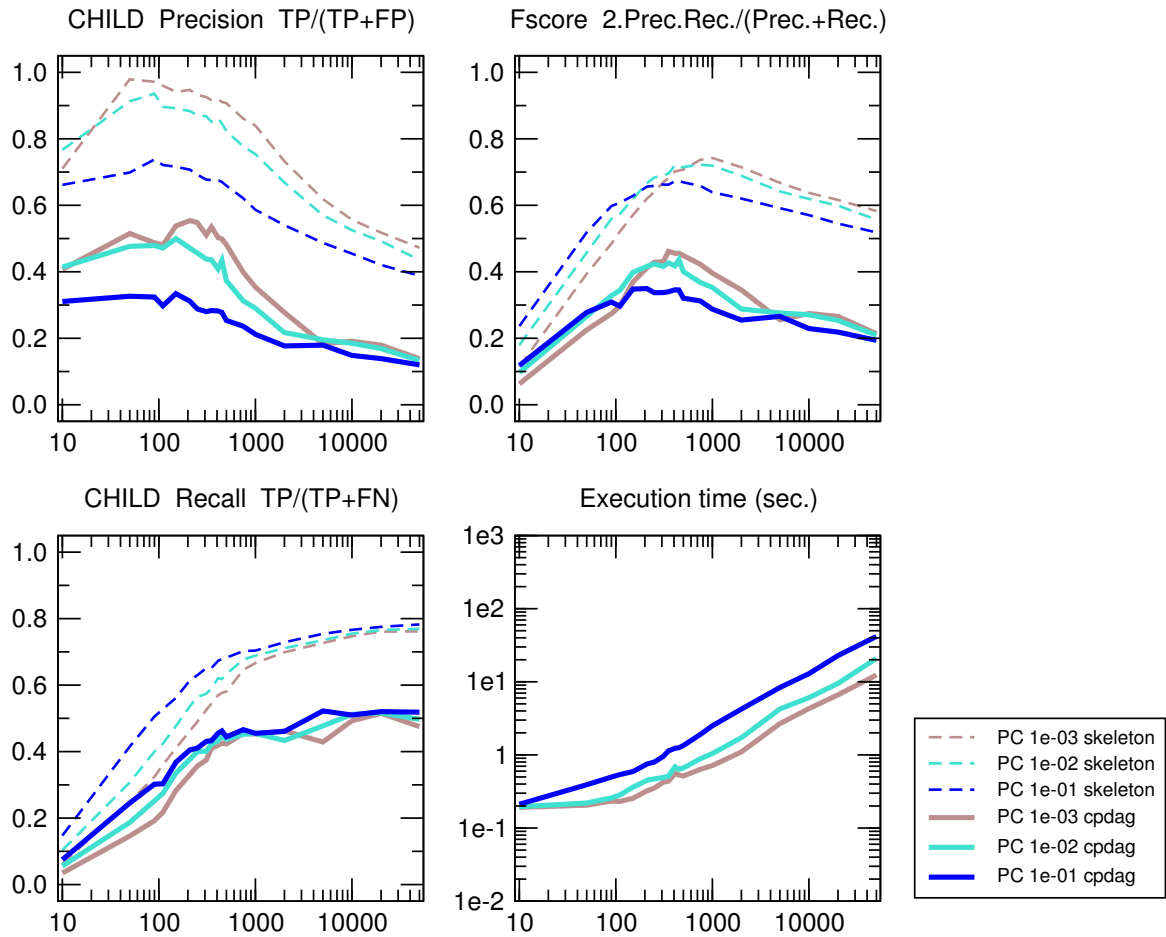 CHILD Precision TP/(TP+FP)
1.0
0.8
0.6
0.4
0.2
0.0
10 100 1000 10000
Fscore 2.Prec.Rec./(Prec.+Rec.)
1.0
0.8
0.6
0.4
0.2
0.0
10 100 1000 10000
CHILD Recall TP/(TP+FN)
1.0
0.8
0.6
0.4
0.2
0.0
10 100 1000 10000
Execution time (sec.)
1e3
1e2
1e1
1
1e-1
1e-2
10 100 1000 10000
PC 1e-03 skeleton
PC 1e-02 skeleton
PC 1e-01 skeleton
PC 1e-03 cpdag
PC 1e-02 cpdag
PC 1e-01 cpdag